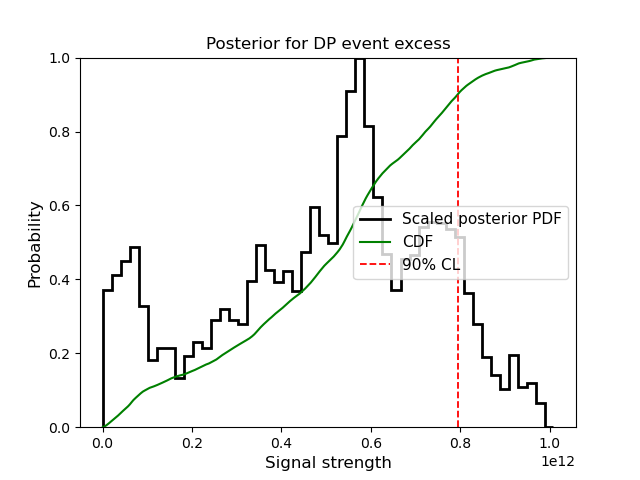 Posterior for DP event excess
Probability
1.0
0.8
0.6
0.4
0.2
0.0
Scaled posterior PDF
CDF
90% CL
0.0 0.2 0.4 0.6 0.8 1.0
1e12
Signal strength